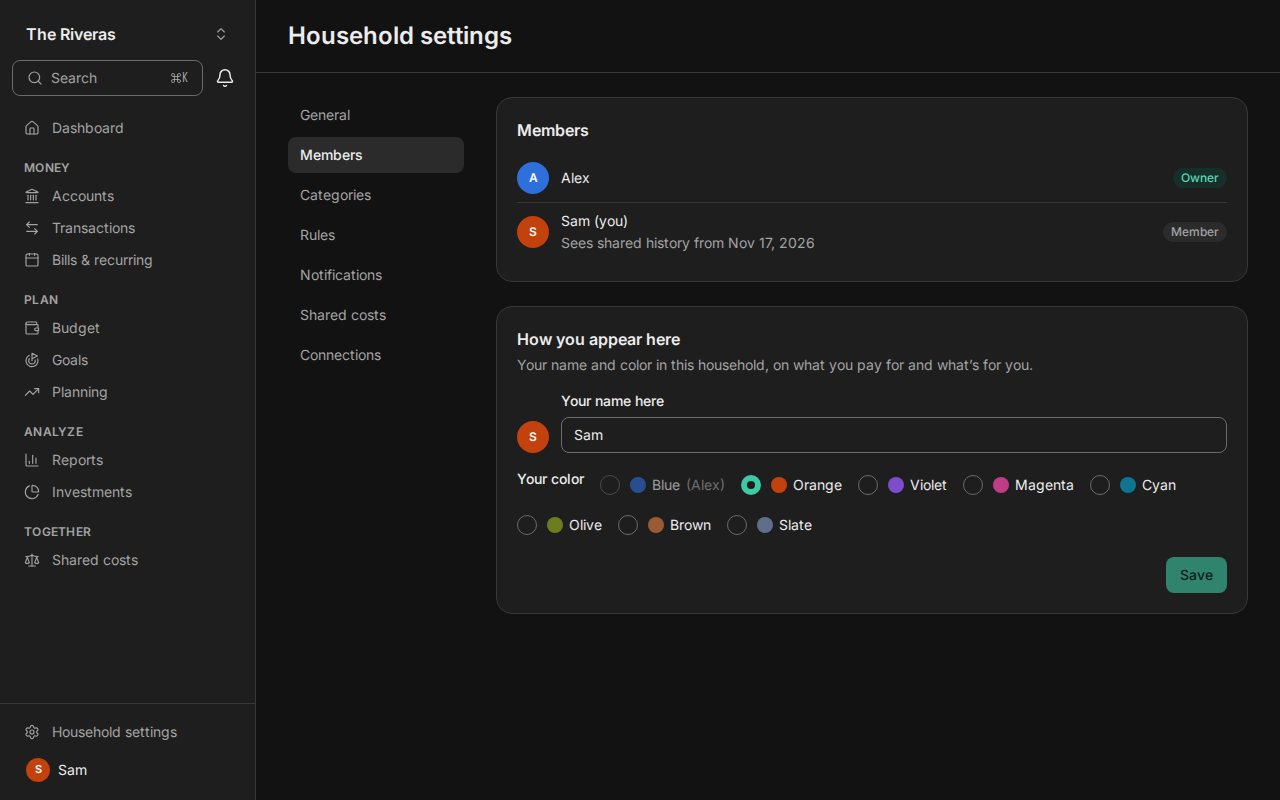 The Riveras
Search ⌘K
Dashboard
MONEY
Accounts
Transactions
Bills & recurring
PLAN
Budget
Goals
Planning
ANALYZE
Reports
Investments
TOGETHER
Shared costs
Household settings
S Sam
Household settings
General
Members
Categories
Rules
Notifications
Shared costs
Connections
Members
A Alex Owner
S Sam (you) Member
Sees shared history from Nov 17, 2026
How you appear here
Your name and color in this household, on what you pay for and what’s for you.
Your name here
S Sam
Your color Blue (Alex) Orange Violet Magenta Cyan
Olive Brown Slate
Save